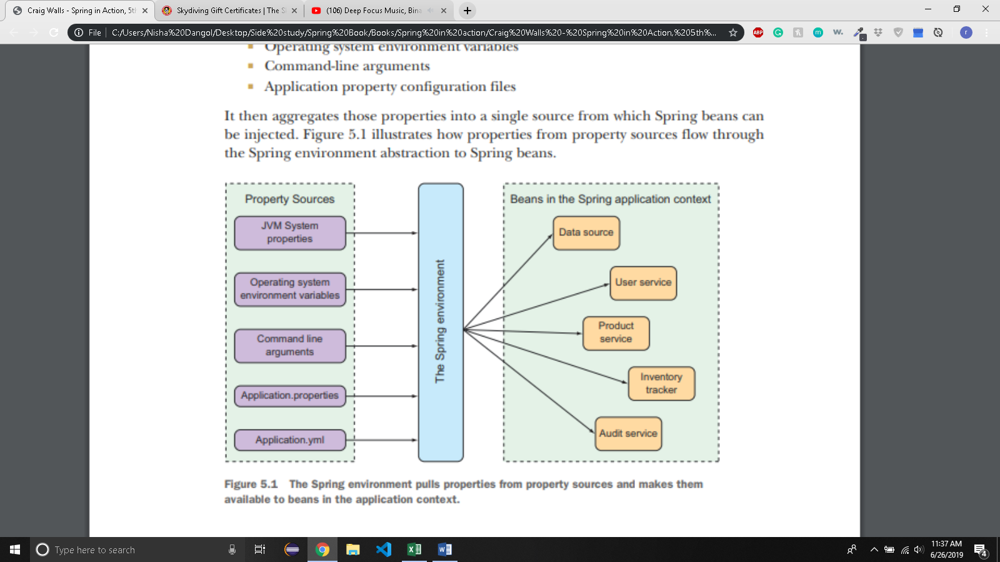 Craig Walls - Spring in Action, 5th
Skydiving Gift Certificates | The S
(106) Deep Focus Music, Bina
File
C:/Users/Nisha%20Dangol/Desktop/Side%20study/Spring%20Book/Books/Spring%20in%20action/Craig%20Walls%20-%20Spring%20in%20Action,%205th%...
ABP
G
m
w.
r
Operating system environment variables
Command-line arguments
Application property configuration files
It then aggregates those properties into a single source from which Spring beans can
be injected. Figure 5.1 illustrates how properties from property sources flow through
the Spring environment abstraction to Spring beans.
Property Sources
JVM System
properties
Operating system
environment variables
Command line
arguments
Application.properties
Application.yml
The Spring environment
Beans in the Spring application context
Data source
User service
Product
service
Inventory
tracker
Audit service
Figure 5.1 The Spring environment pulls properties from property sources and makes them
available to beans in the application context.
Type here to search
11:37 AM
6/26/2019
4